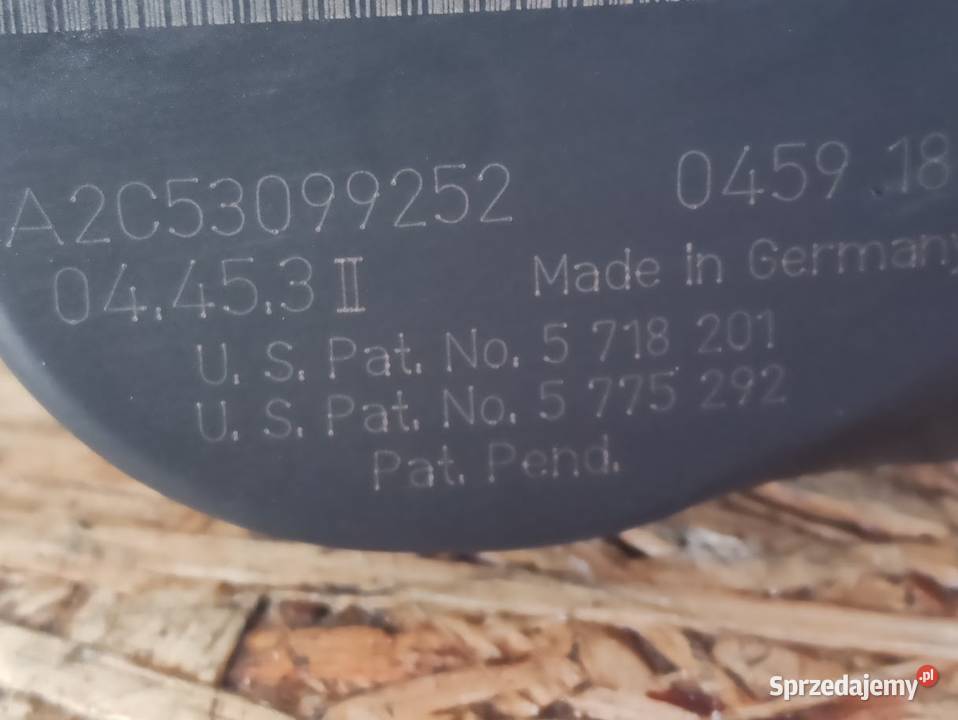 A2C53099252 0459 18
04.45.3 II Made in Germany
U. S. Pat. No. 5 718 201
U. S. Pat. No. 5 775 292
Pat. Pend.
Sprzedajemy.pl